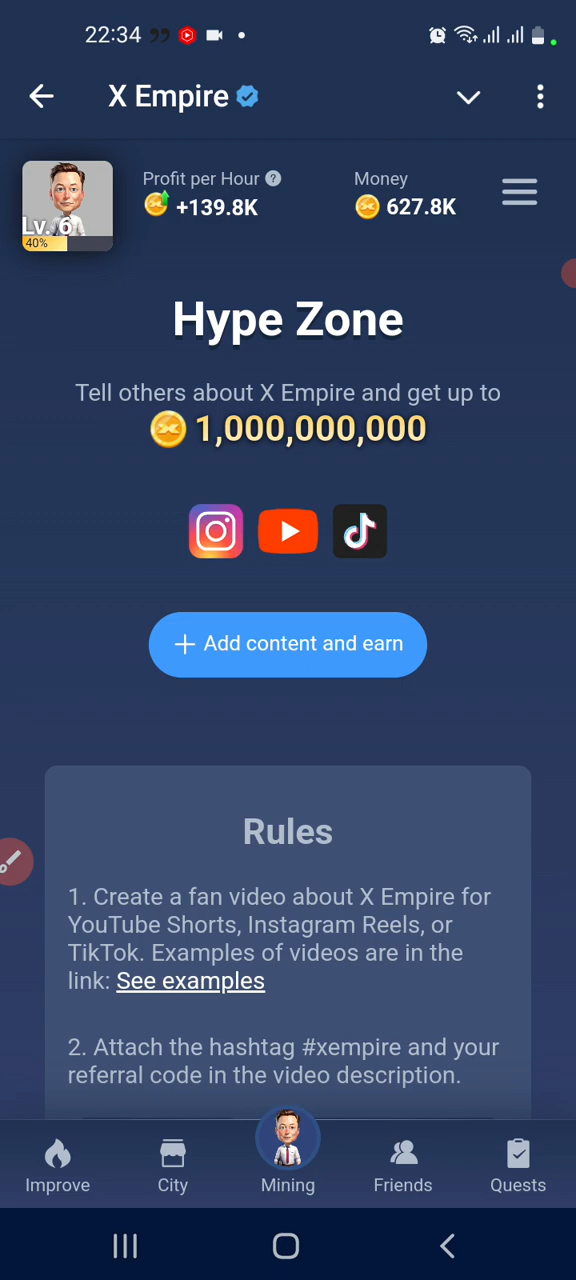 22:34
X Empire
Profit per Hour ?
+139.8K
Money
627.8K
Lv. 6
40%
Hype Zone
Tell others about X Empire and get up to
1,000,000,000
+ Add content and earn
Rules
1. Create a fan video about X Empire for
YouTube Shorts, Instagram Reels, or
TikTok. Examples of videos are in the
link: See examples
2. Attach the hashtag #xempire and your
referral code in the video description.
Improve
City
Mining
Friends
Quests